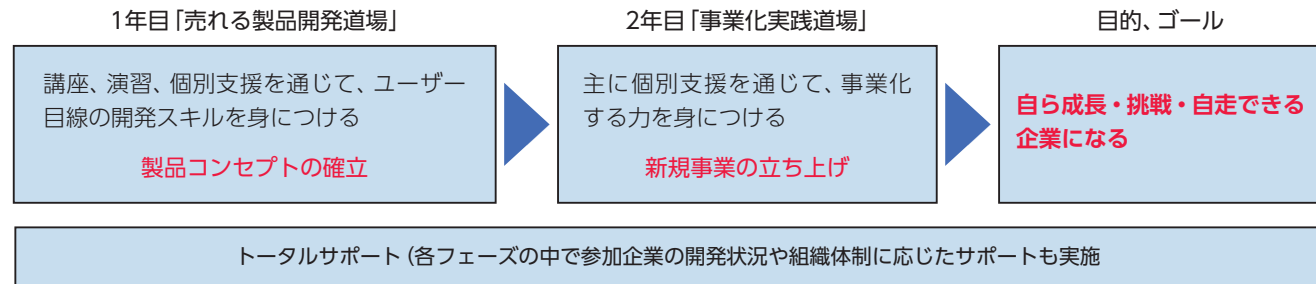 1年目「売れる製品開発道場」
講座、演習、個別支援を通じて、ユーザー
目線の開発スキルを身につける
製品コンセプトの確立
2年目「事業化実践道場」
主に個別支援を通じて、事業化
する力を身につける
新規事業の立ち上げ
目的、ゴール
自ら成長・挑戦・自走できる
企業になる
トータルサポート（各フェーズの中で参加企業の開発状況や組織体制に応じたサポートも実施